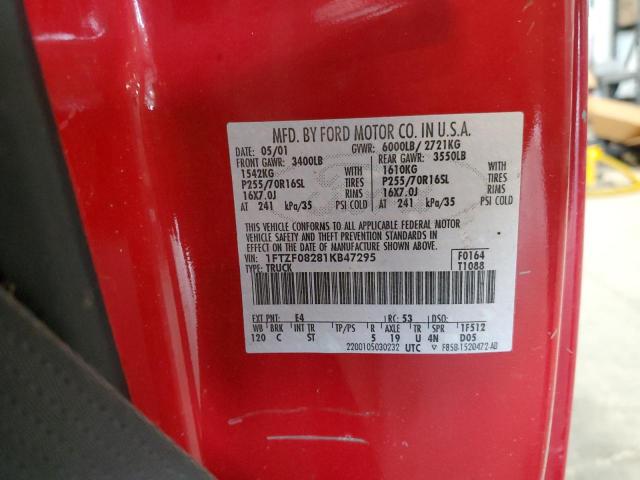 MFD. BY FORD MOTOR CO. IN U.S.A.
DATE: 05/01 GVWR: 6000LB/ 2721KG
FRONT GAWR: 3400LB REAR GAWR: 3550LB
1542KG WITH 1610KG WITH
P255/70R16SL TIRES P255/70R16SL TIRES
16X7.0J RIMS 16X7.0J RIMS
AT 241 kPa/35 PSI COLD AT 241 kPa/35 PSI COLD
THIS VEHICLE CONFORMS TO ALL APPLICABLE FEDERAL MOTOR
VEHICLE SAFETY AND BUMPER STANDARDS IN
EFFECT ON THE DATE OF MANUFACTURE SHOWN ABOVE.
VIN: 1FTZF08281KB47295 F0164
TYPE: TRUCK T1088
EXT PNT: E4 RC: 53 DSO:
WB BRK INT TR TP/PS R AXLE TR SPR 1F512
120 C ST 5 19 U 4N D05
2200105030232 UTC F85B-1520472-AB